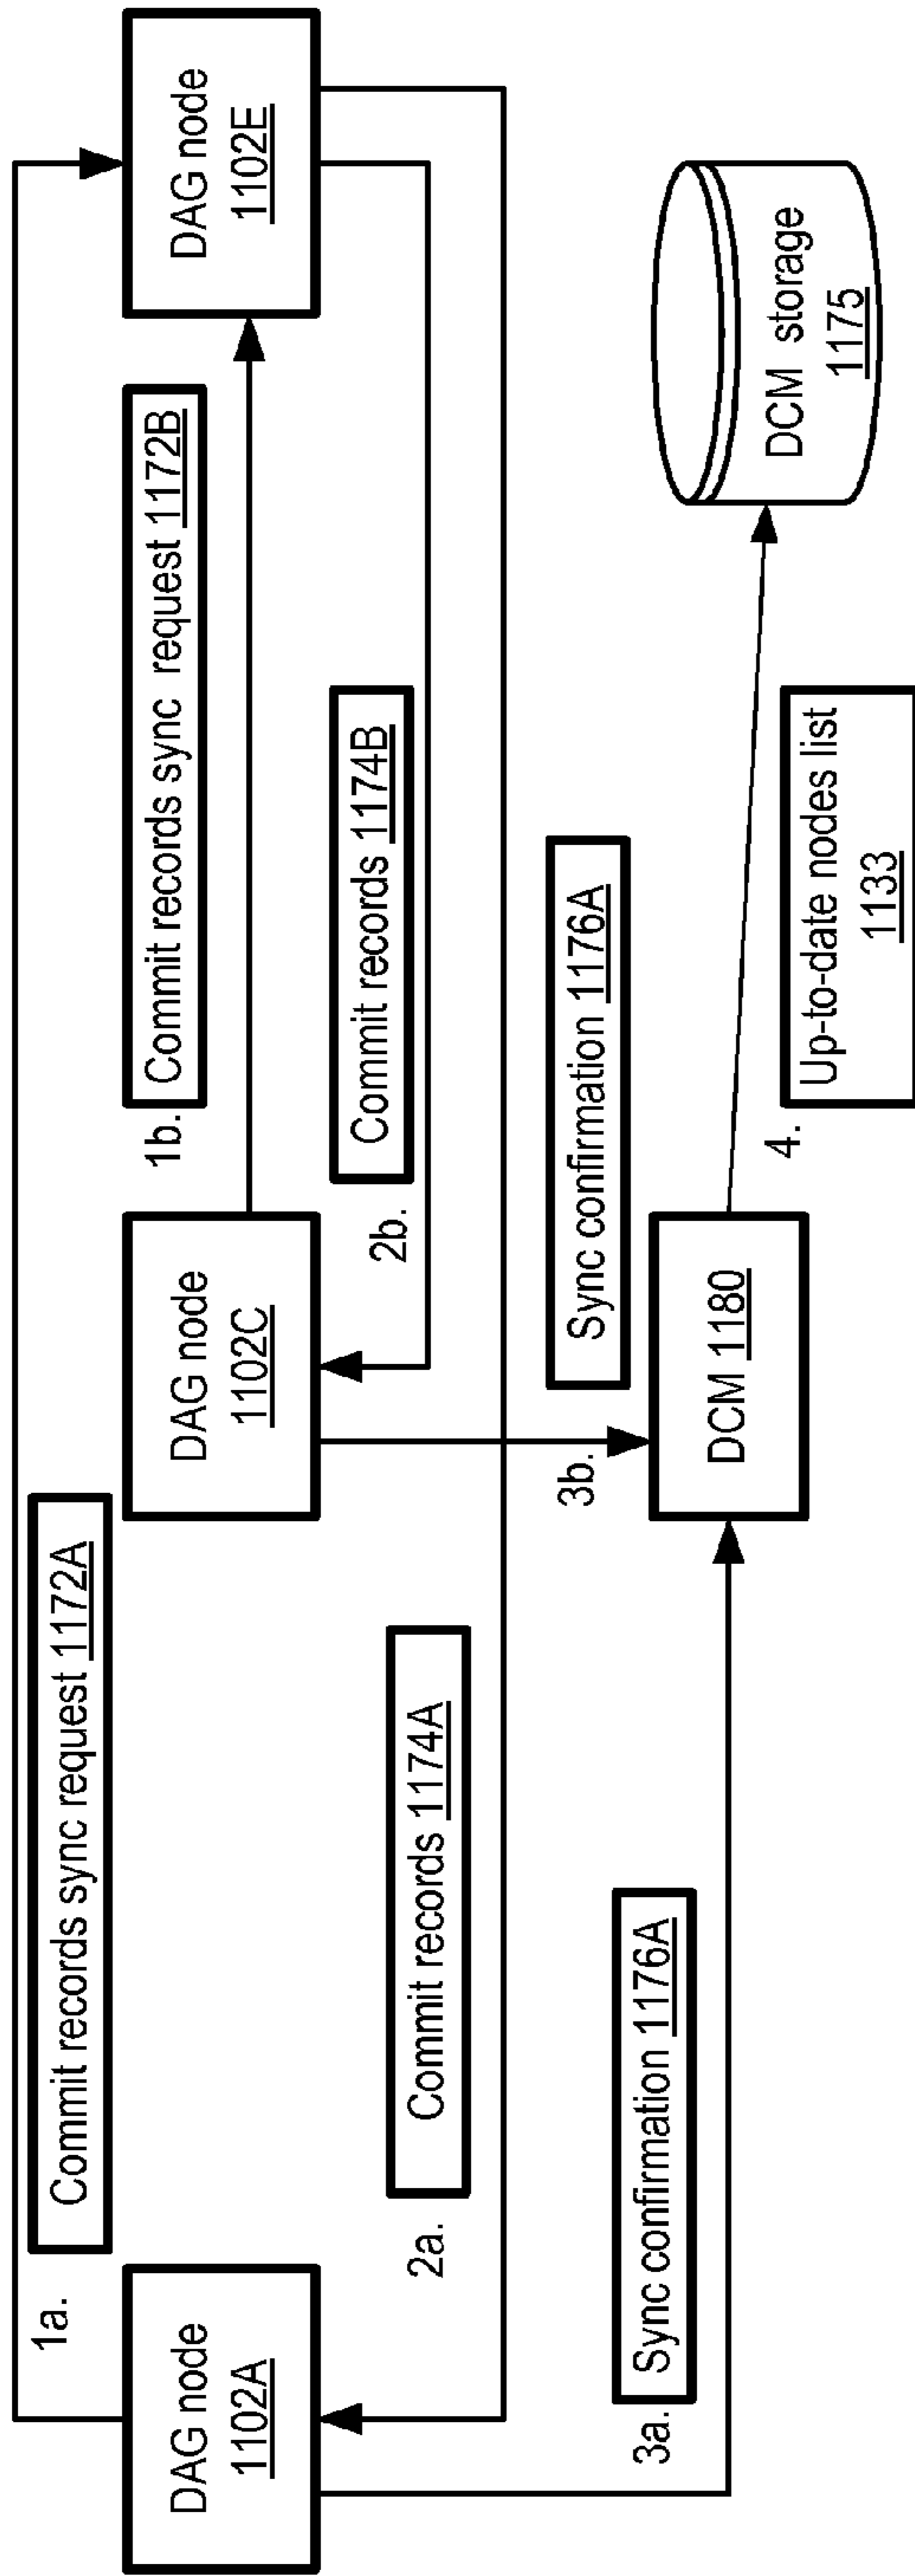 1a.
Commit records sync request 1172A
DAG node
1102A
DAG node
1102C
1b.
Commit records sync request 1172B
DAG node
1102E
2a.
Commit records 1174A
2b.
Commit records 1174B
3a.
Sync confirmation 1176A
3b.
Sync confirmation 1176A
DCM 1180
4.
Up-to-date nodes list
1133
DCM storage
1175